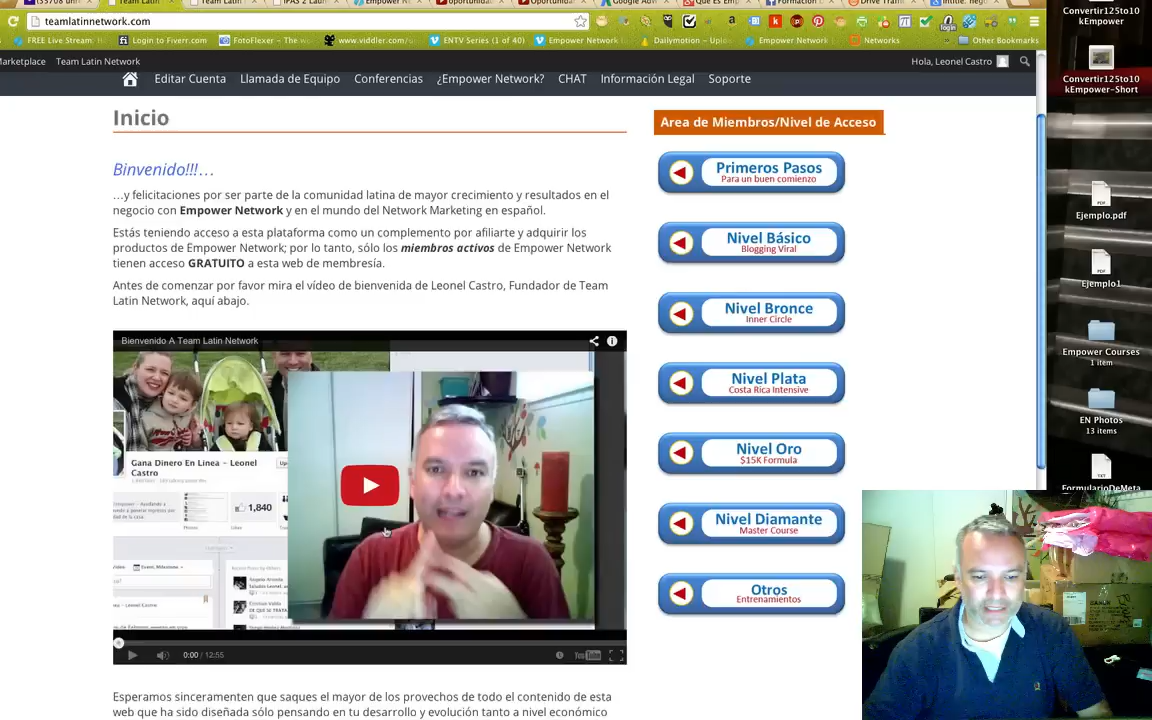 teamlatinnetwork.com
FREE Live Stream: H
Login to Fiverr.com
FotoFlexer - The
www.viddler.com/
ENTV Series (1 of 40)
Empower Network
Dailymotion - Uplo
Empower Network
Networks
Other Bookmarks
Marketplace
Team Latin Network
Hola, Leonel Castro
Editar Cuenta
Llamada de Equipo
Conferencias
¿Empower Network?
CHAT
Información Legal
Soporte
Inicio
Binvenido!!!...
...y felicitaciones por ser parte de la comunidad latina de mayor crecimiento y resultados en el
negocio con Empower Network y en el mundo del Network Marketing en español.
Estás teniendo acceso a esta plataforma como un complemento por afiliarte y adquirir los
productos de Empower Network; por lo tanto, sólo los miembros activos de Empower Network
tienen acceso GRATUITO a esta web de membresía.
Antes de comenzar por favor mira el vídeo de bienvenida de Leonel Castro, Fundador de Team
Latin Network, aquí abajo.
Bienvenido A Team Latin Network
Gana Dinero En Línea - Leonel
Castro
1,840
0:00 / 12:55
YouTube
Esperamos sinceramenten que saques el mayor de los provechos de todo el contenido de esta
web que ha sido diseñada sólo pensando en tu desarrollo y evolución tanto a nivel económico
Area de Miembros/Nivel de Acceso
Primeros Pasos
Para un buen comienzo
Nivel Básico
Blogging Viral
Nivel Bronce
Inner Circle
Nivel Plata
Costa Rica Intensive
Nivel Oro
$15K Formula
Nivel Diamante
Master Course
Otros
Entrenamientos
Convertir125to10
kEmpower
Convertir125to10
kEmpower-Short
Ejemplo.pdf
Ejemplo1
Empower Courses
1 item
EN Photos
13 items
FormularioDeMeta